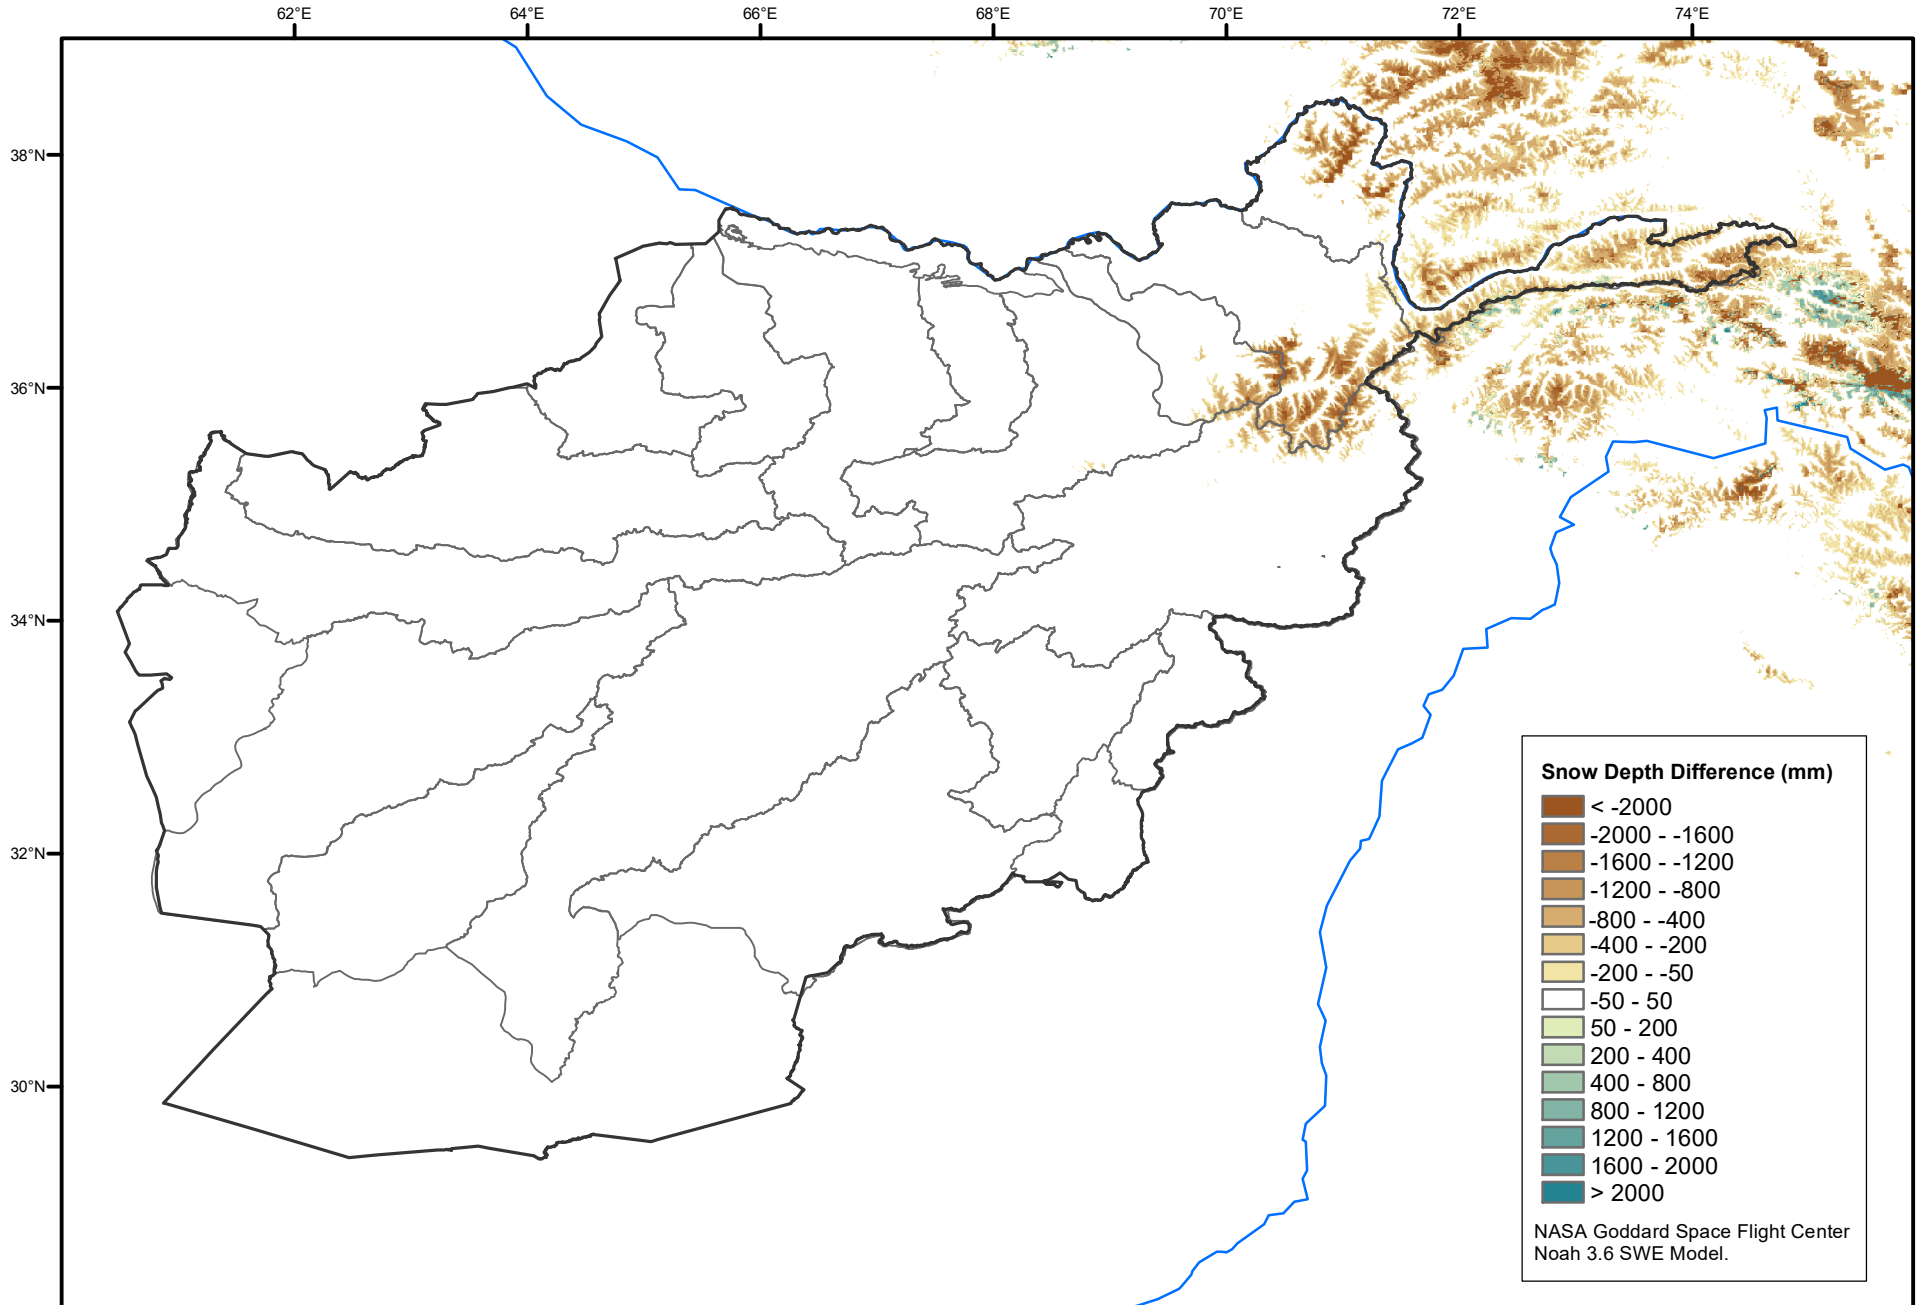 62°E 64°E 66°E 68°E 70°E 72°E 74°E
38°N
36°N
34°N
32°N
30°N
Snow Depth Difference (mm)
< -2000
-2000 - -1600
-1600 - -1200
-1200 - -800
-800 - -400
-400 - -200
-200 - -50
-50 - 50
50 - 200
200 - 400
400 - 800
800 - 1200
1200 - 1600
1600 - 2000
> 2000
NASA Goddard Space Flight Center
Noah 3.6 SWE Model.